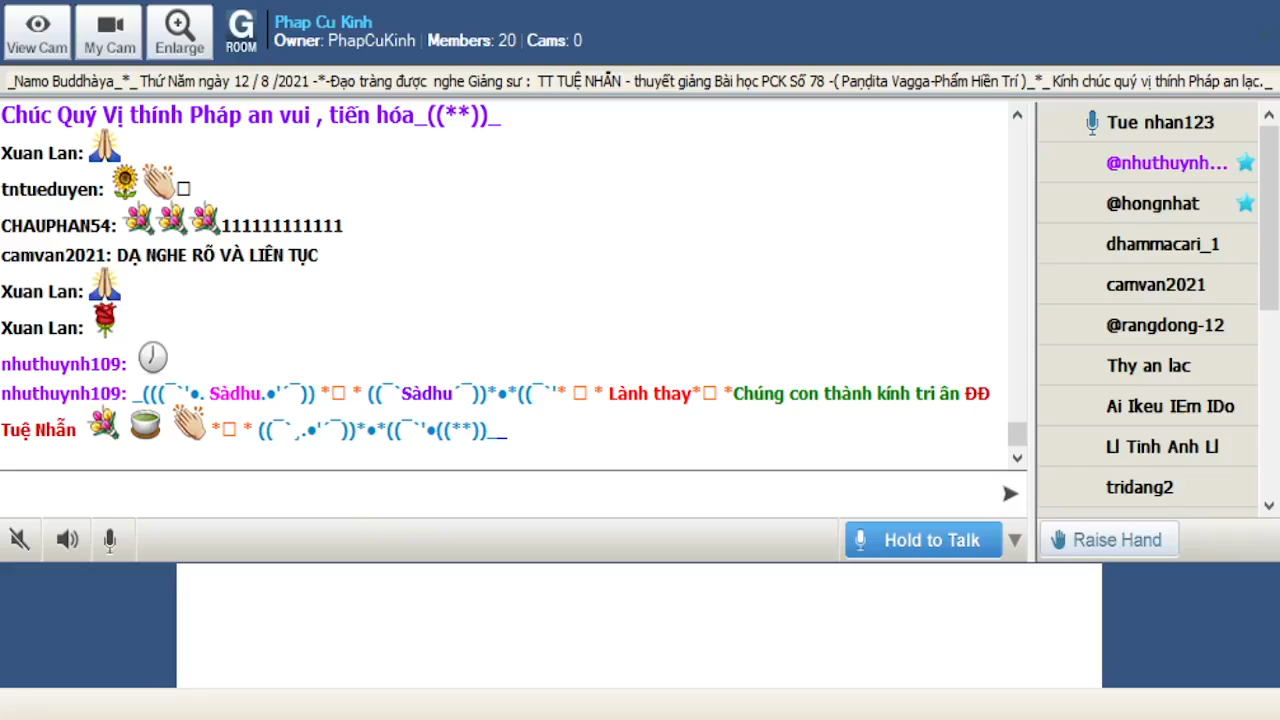 View Cam
My Cam
Enlarge
G
ROOM
Phap Cu Kinh
Owner: PhapCuKinh | Members: 20 | Cams: 0
_Namo Buddhàya_*_ Thứ Năm ngày 12 / 8 /2021 -*-Đạo tràng được nghe Giảng sư : TT TUỆ NHẪN - thuyết giảng Bài học PCK Số 78 -( Paṇḍita Vagga-Phẩm Hiền Trí )_*_ Kính chúc quý vị thính Pháp an lạc._
Chúc Quý Vị thính Pháp an vui , tiến hóa_((**))_
Xuan Lan: 🙏
tntueduyen: 🌻👏□
CHAUPHAN54: 💐💐💐111111111111
camvan2021: DẠ NGHE RÕ VÀ LIÊN TỤC
Xuan Lan: 🙏
Xuan Lan: 🌹
nhuthuynh109: 🕖
nhuthuynh109: _(((¯`'•. Sàdhu.•'´¯)) *□ * ((¯`Sàdhu´¯))*•*((¯`'* □ * Lành thay*□ *Chúng con thành kính tri ân ĐĐ
Tuệ Nhẫn 💐 🍵 👏 *□ * ((¯`¸.•'´¯))*•*((¯`'•((**))__
Hold to Talk
Tue nhan123
@nhuthuynh...
@hongnhat
dhammacari_1
camvan2021
@rangdong-12
Thy an lac
Ai Ikeu IEm IDo
Ll Tinh Anh Ll
tridang2
Raise Hand